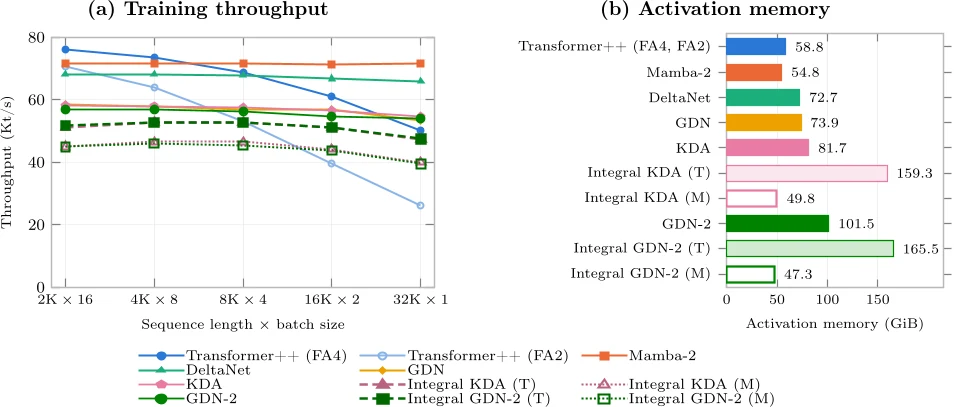 (a) Training throughput
80
60
40
20
0
Throughput (Kt/s)
2K × 16
4K × 8
8K × 4
16K × 2
32K × 1
Sequence length × batch size
(b) Activation memory
Transformer++ (FA4, FA2)
58.8
Mamba-2
54.8
DeltaNet
72.7
GDN
73.9
KDA
81.7
Integral KDA (T)
159.3
Integral KDA (M)
49.8
GDN-2
101.5
Integral GDN-2 (T)
165.5
Integral GDN-2 (M)
47.3
0
50
100
150
Activation memory (GiB)
Transformer++ (FA4)
Transformer++ (FA2)
Mamba-2
DeltaNet
GDN
KDA
Integral KDA (T)
Integral KDA (M)
GDN-2
Integral GDN-2 (T)
Integral GDN-2 (M)